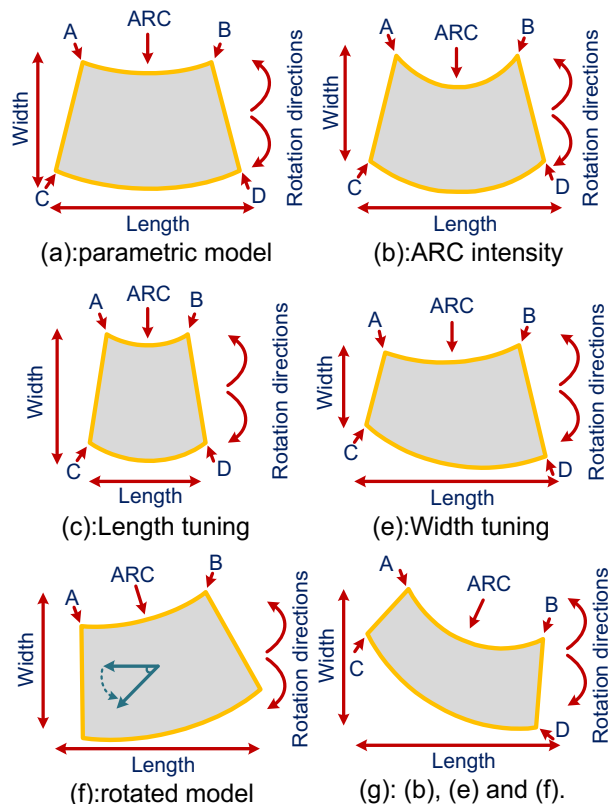 A
ARC
B
Width
Rotation directions
C
D
Length
(a):parametric model
A
ARC
B
Width
Rotation directions
C
D
Length
(b):ARC intensity
A
ARC
B
Width
Rotation directions
C
D
Length
(c):Length tuning
A
ARC
B
Width
Rotation directions
C
D
Length
(e):Width tuning
A
ARC
B
Width
Rotation directions
Length
(f):rotated model
A
ARC
B
Width
Rotation directions
C
D
Length
(g): (b), (e) and (f).